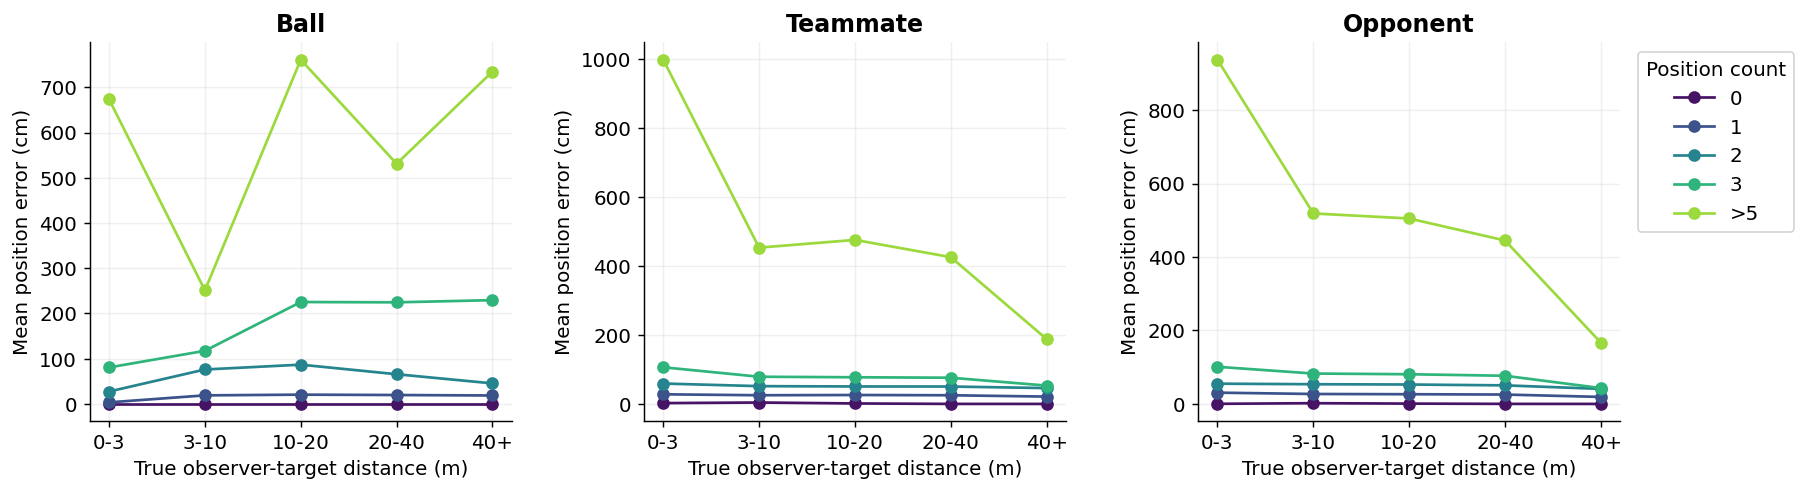 Ball
Mean position error (cm)
700
600
500
400
300
200
100
0
0-3 3-10 10-20 20-40 40+
True observer-target distance (m)
Teammate
Mean position error (cm)
1000
800
600
400
200
0
0-3 3-10 10-20 20-40 40+
True observer-target distance (m)
Opponent
Mean position error (cm)
800
600
400
200
0
0-3 3-10 10-20 20-40 40+
True observer-target distance (m)
Position count
0
1
2
3
>5